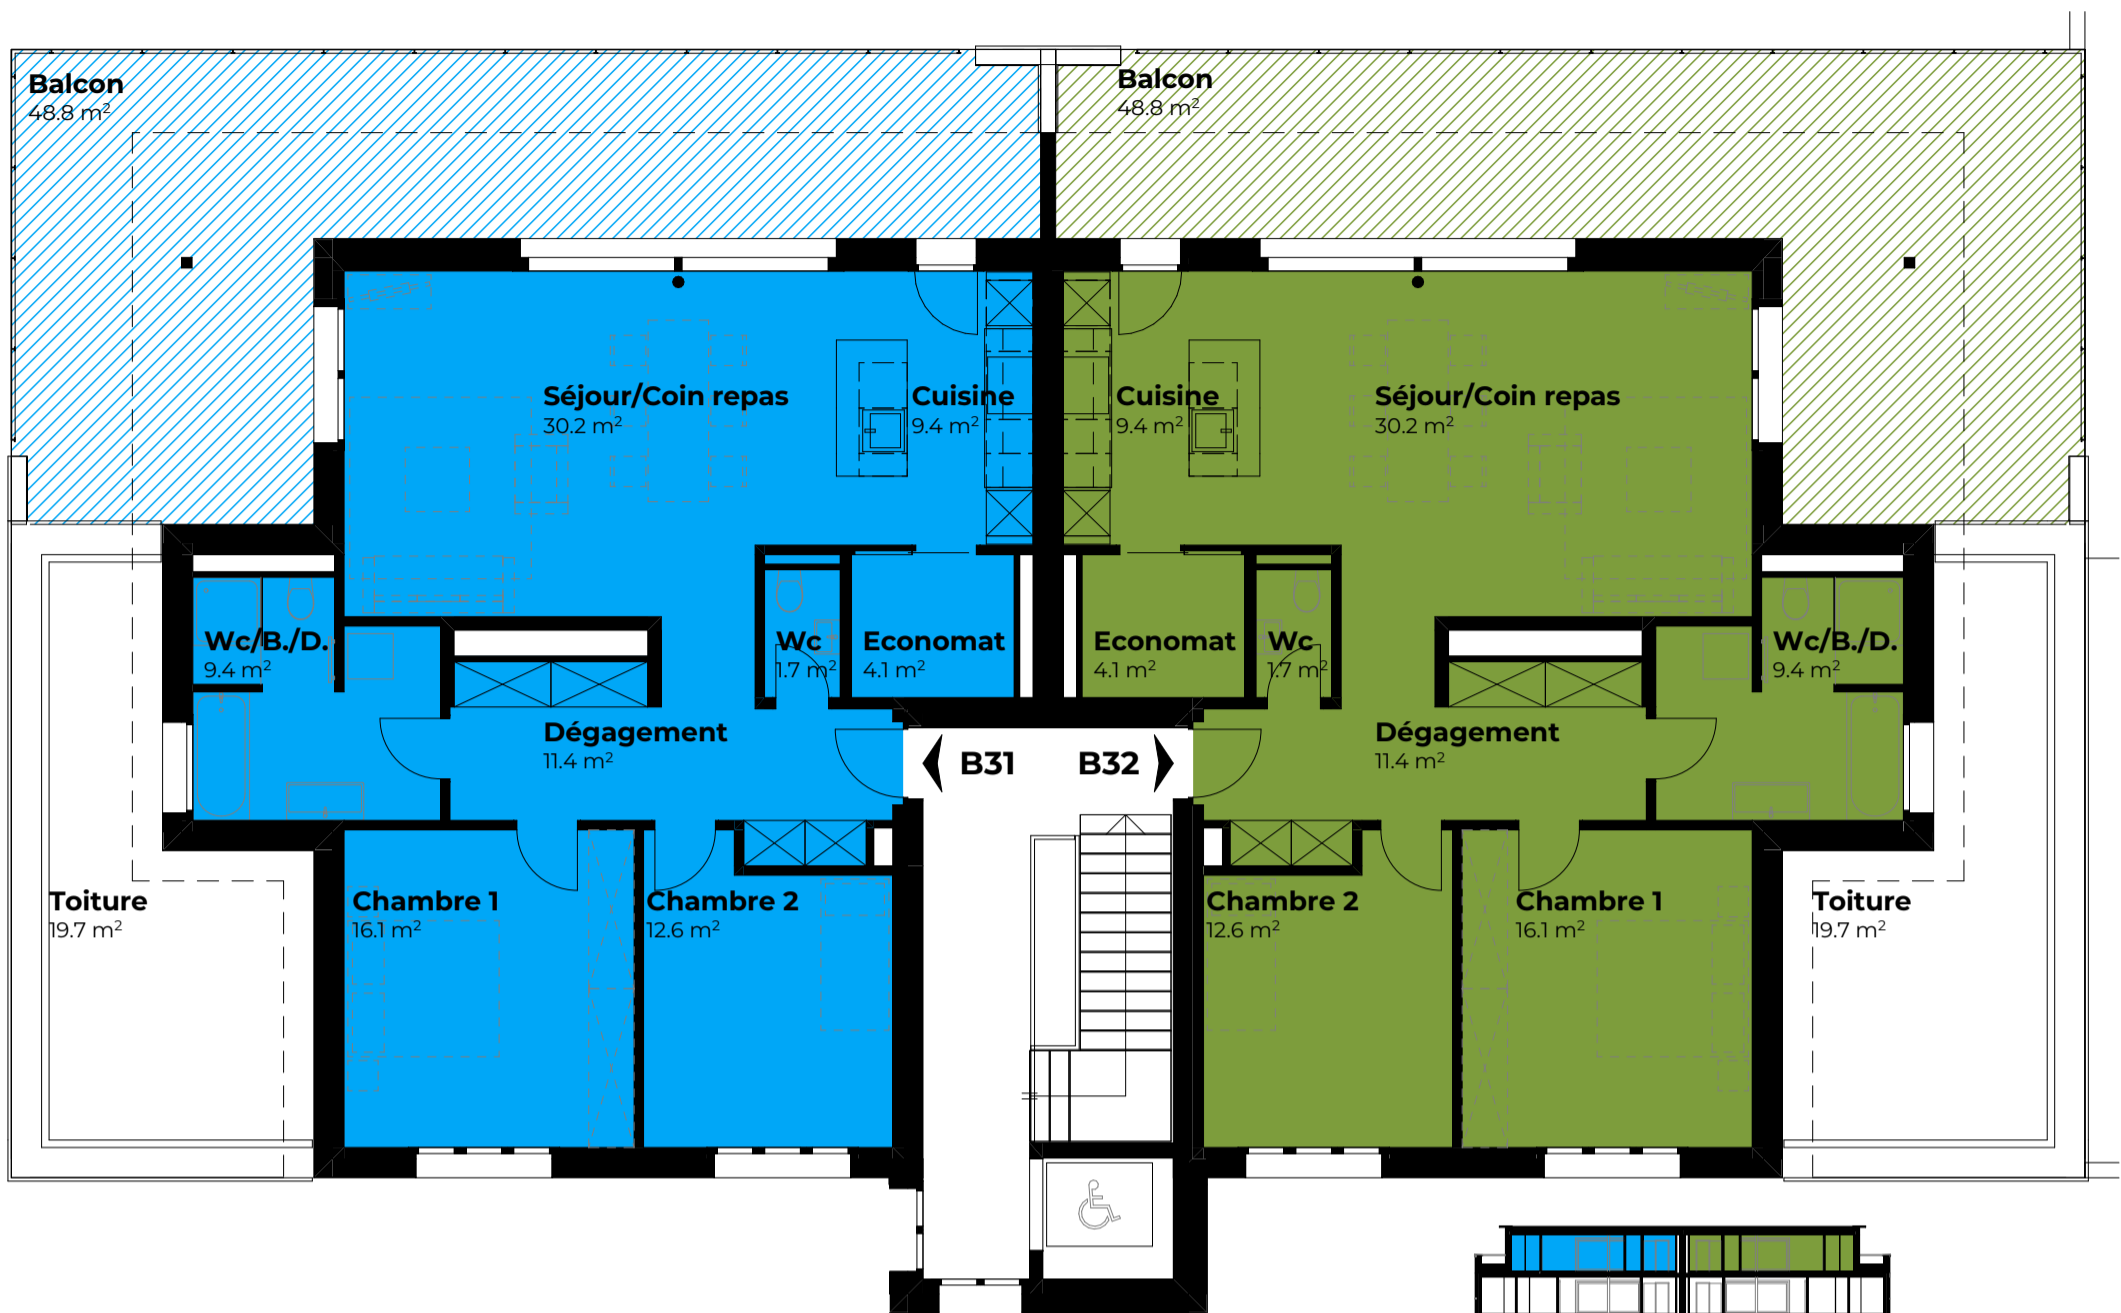 Balcon
48.8 m²
Balcon
48.8 m²
Séjour/Coin repas
30.2 m²
Cuisine
9.4 m²
Cuisine
9.4 m²
Séjour/Coin repas
30.2 m²
Wc/B./D.
9.4 m²
Wc
1.7 m²
Economat
4.1 m²
Economat
4.1 m²
Wc
1.7 m²
Wc/B./D.
9.4 m²
Dégagement
11.4 m²
B31
B32
Dégagement
11.4 m²
Toiture
19.7 m²
Chambre 1
16.1 m²
Chambre 2
12.6 m²
Chambre 2
12.6 m²
Chambre 1
16.1 m²
Toiture
19.7 m²